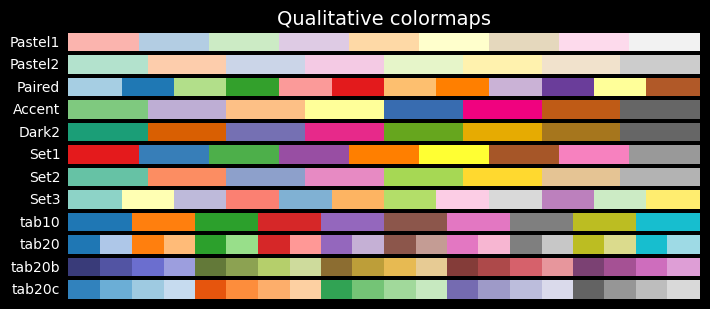 Qualitative colormaps
Pastel1
Pastel2
Paired
Accent
Dark2
Set1
Set2
Set3
tab10
tab20
tab20b
tab20c